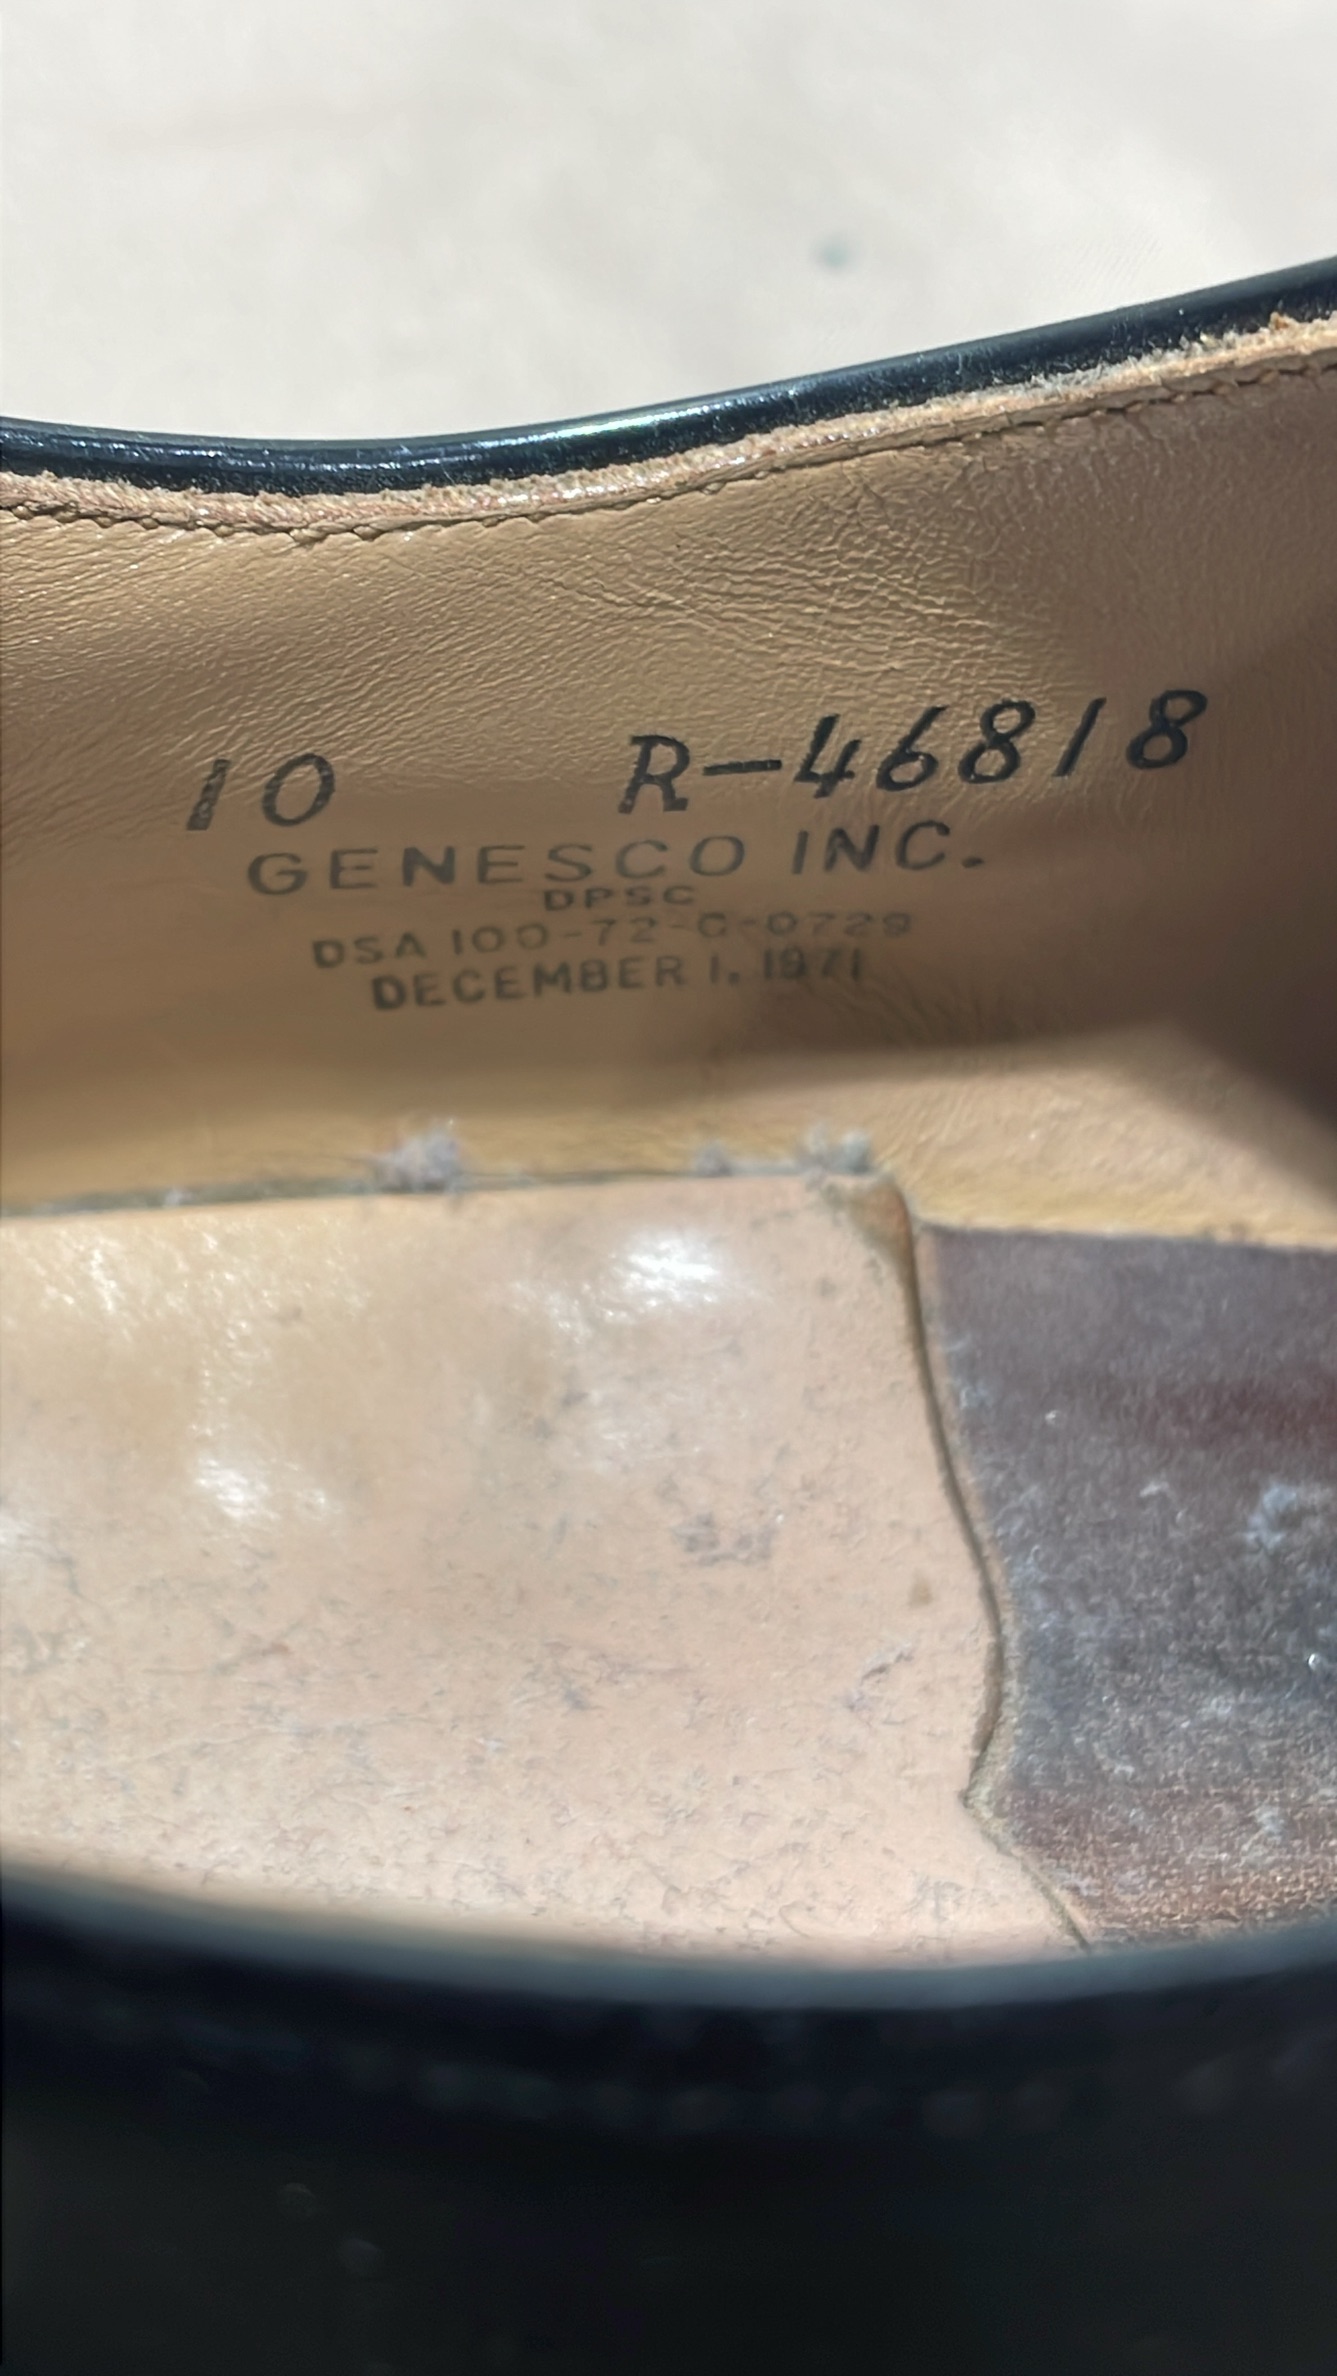 10 R-46818
GENESCO INC.
DPSC
DSA 100-72-C-0729
DECEMBER 1, 1971